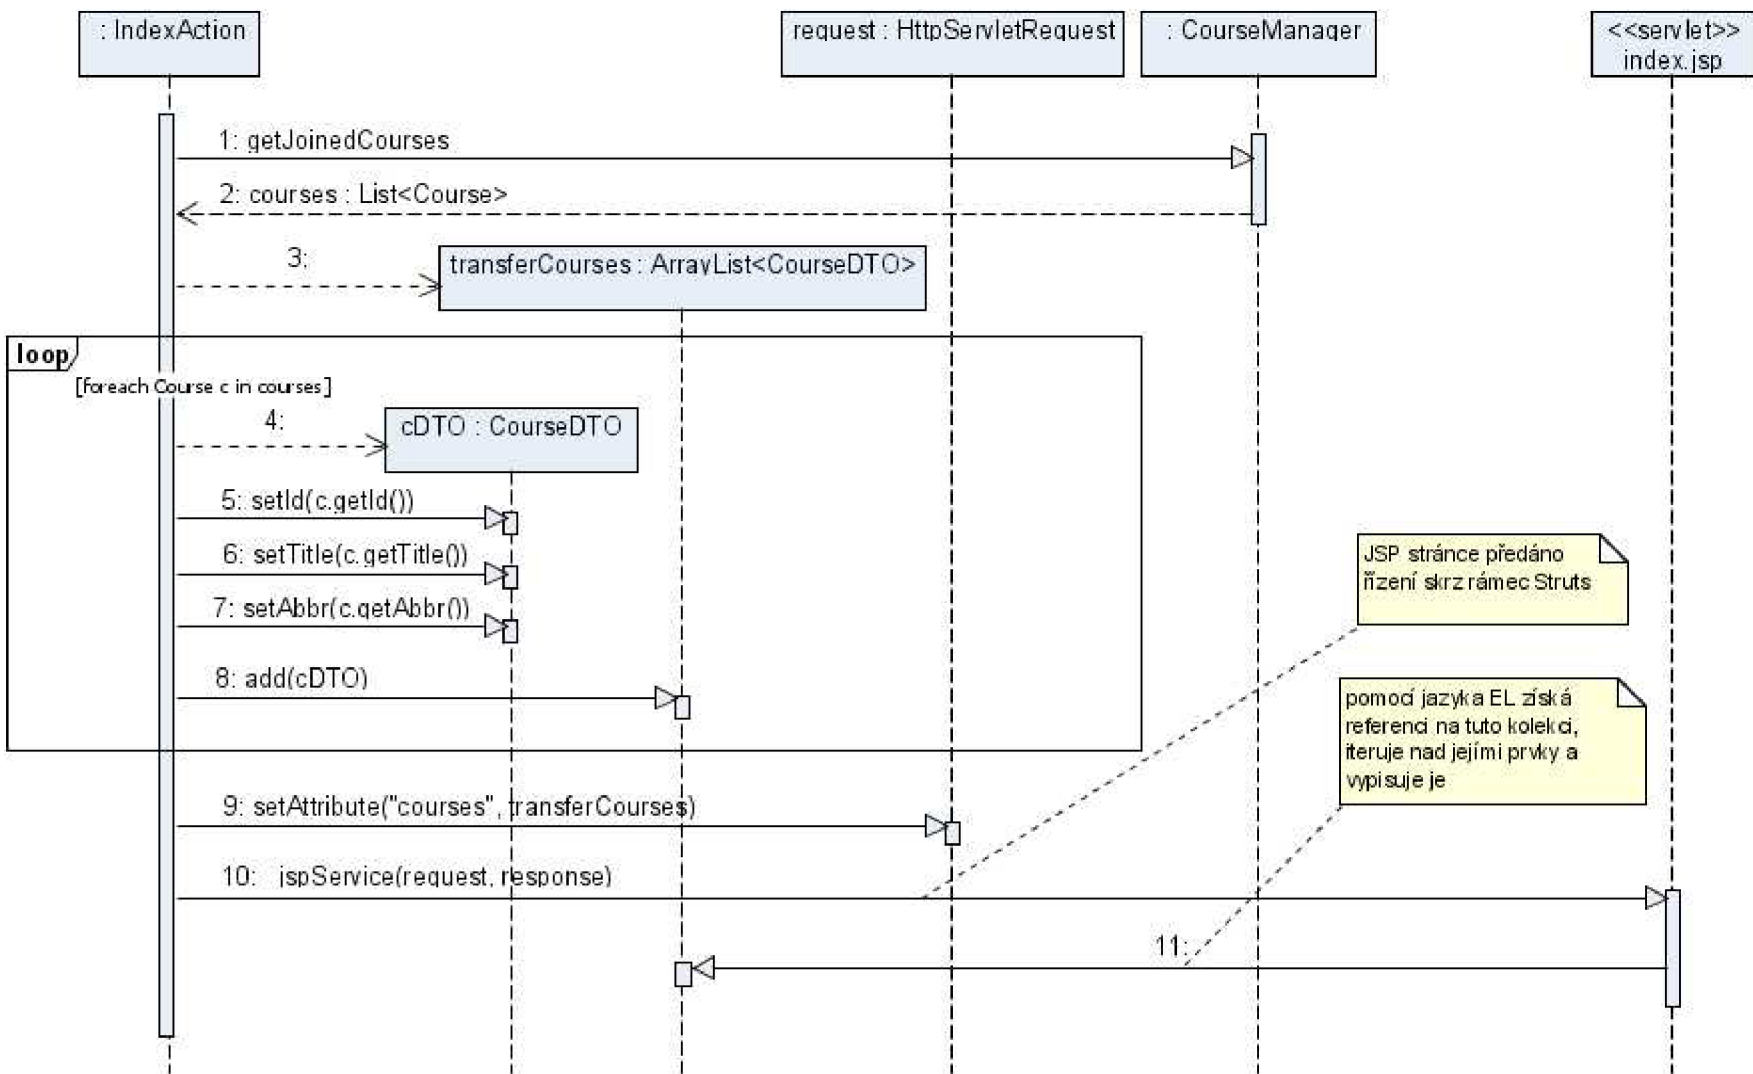 : IndexAction
request : HttpServletRequest
: CourseManager
<<servlet>>
index.jsp
1: getJoinedCourses
2: courses : List<Course>
3:
transferCourses : ArrayList<CourseDTO>
loop
[foreach Course c in courses]
4:
cDTO : CourseDTO
5: setId(c.getId())
6: setTitle(c.getTitle())
7: setAbbr(c.getAbbr())
8: add(cDTO)
JSP stránce předáno
řízení skrz rámec Struts
pomocí jazyka EL získá
referenci na tuto kolekci,
iteruje nad jejími prvky a
vypisuje je
9: setAttribute("courses", transferCourses)
10: _jspService(request, response)
11: